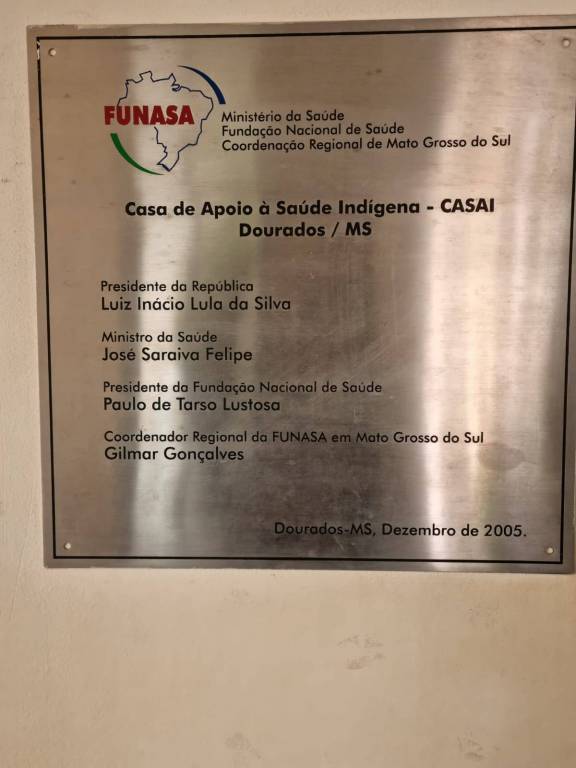 FUNASA
Ministério da Saúde
Fundação Nacional de Saúde
Coordenação Regional de Mato Grosso do Sul
Casa de Apoio à Saúde Indígena - CASAI
Dourados / MS
Presidente da República
Luiz Inácio Lula da Silva
Ministro da Saúde
José Saraiva Felipe
Presidente da Fundação Nacional de Saúde
Paulo de Tarso Lustosa
Coordenador Regional da FUNASA em Mato Grosso do Sul
Gilmar Gonçalves
Dourados-MS, Dezembro de 2005.